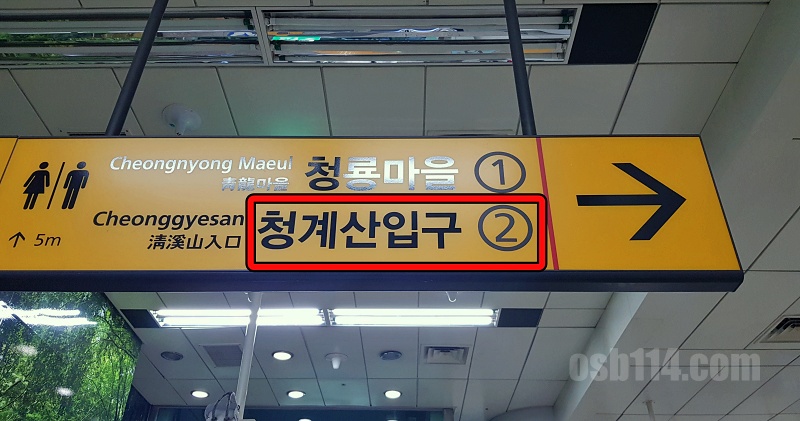 Cheongnyong Maeul
靑龍마을
청룡마을 ①
Cheonggyesan
淸溪山入口
청계산입구 ②
↑ 5m
osb114.com